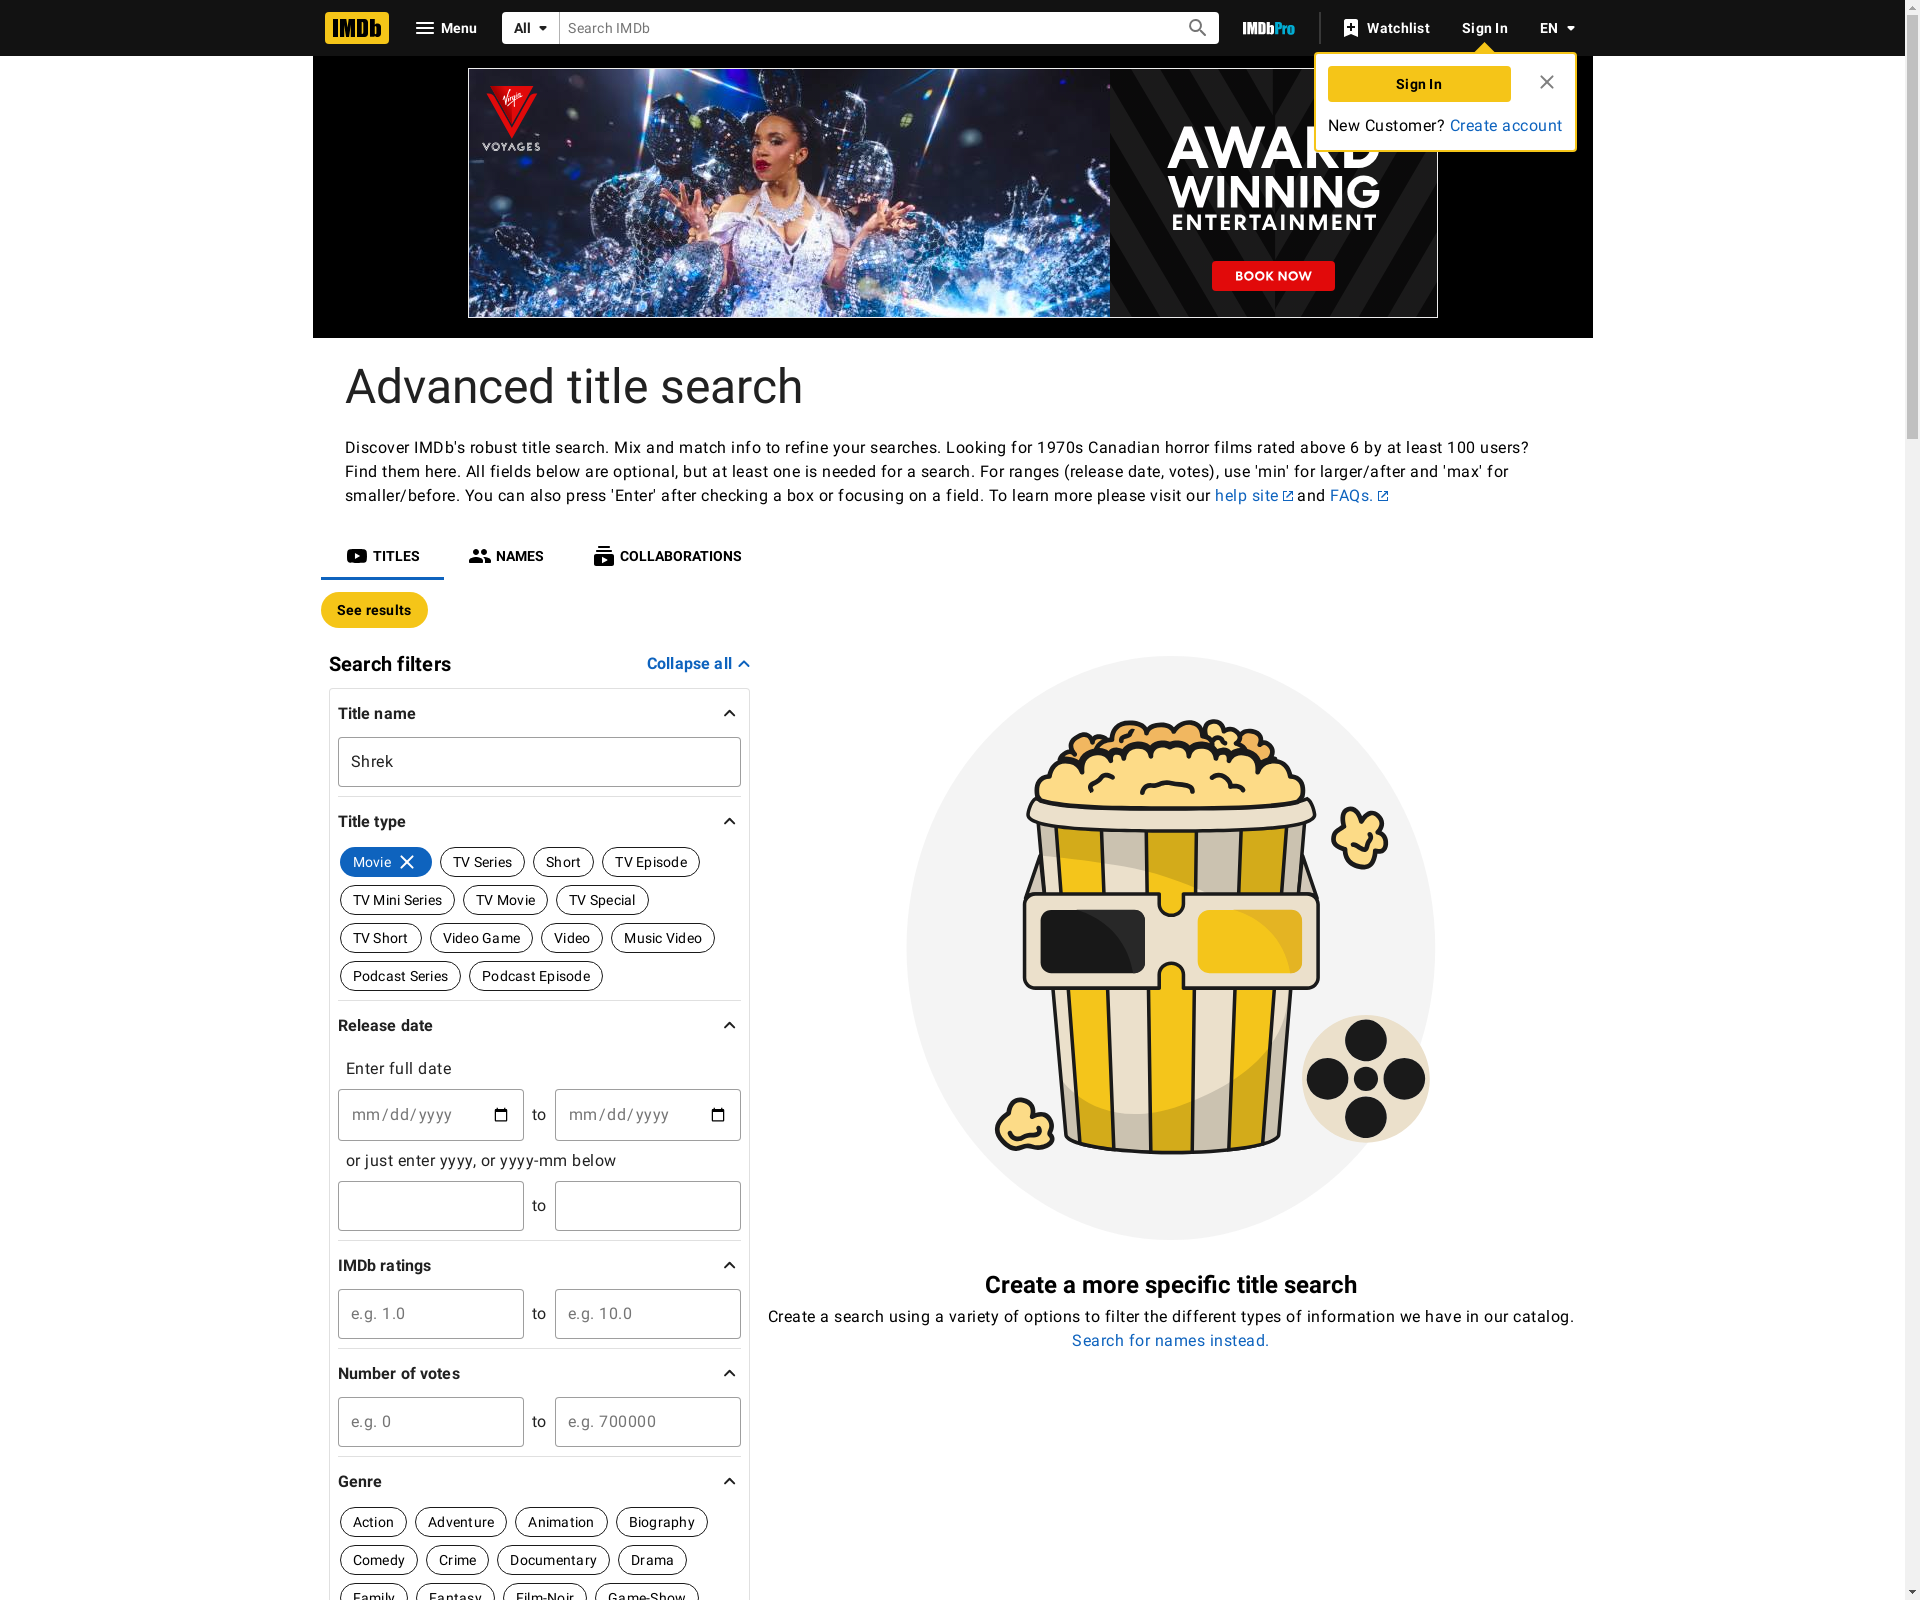 IMDb
Menu
All
Search IMDb
IMDbPro
Watchlist
Sign In
EN
Sign In
New Customer? Create account
Virgin
VOYAGES
AWARD
WINNING
ENTERTAINMENT
BOOK NOW
Advanced title search
Discover IMDb's robust title search. Mix and match info to refine your searches. Looking for 1970s Canadian horror films rated above 6 by at least 100 users?
Find them here. All fields below are optional, but at least one is needed for a search. For ranges (release date, votes), use 'min' for larger/after and 'max' for
smaller/before. You can also press 'Enter' after checking a box or focusing on a field. To learn more please visit our help site and FAQs.
TITLES
NAMES
COLLABORATIONS
See results
Search filters
Collapse all
Title name
Shrek
Title type
Movie TV Series Short TV Episode
TV Mini Series TV Movie TV Special
TV Short Video Game Video Music Video
Podcast Series Podcast Episode
Release date
Enter full date
mm/dd/yyyy to mm/dd/yyyy
or just enter yyyy, or yyyy-mm below
to
IMDb ratings
e.g. 1.0 to e.g. 10.0
Number of votes
e.g. 0 to e.g. 700000
Genre
Action Adventure Animation Biography
Comedy Crime Documentary Drama
Family Fantasy Film-Noir Game-Show
Create a more specific title search
Create a search using a variety of options to filter the different types of information we have in our catalog.
Search for names instead.